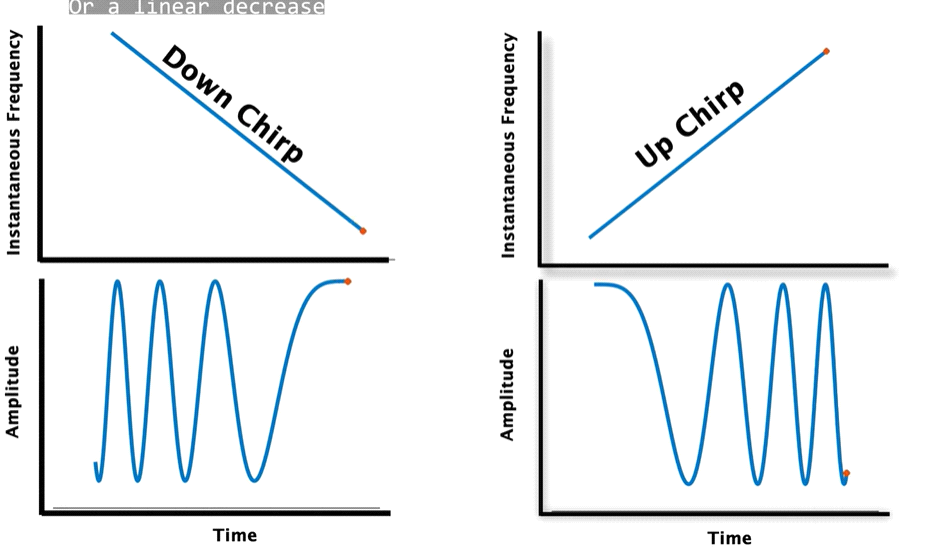 Or a linear decrease
Instantaneous Frequency
Down Chirp
Amplitude
Time
Instantaneous Frequency
Up Chirp
Amplitude
Time